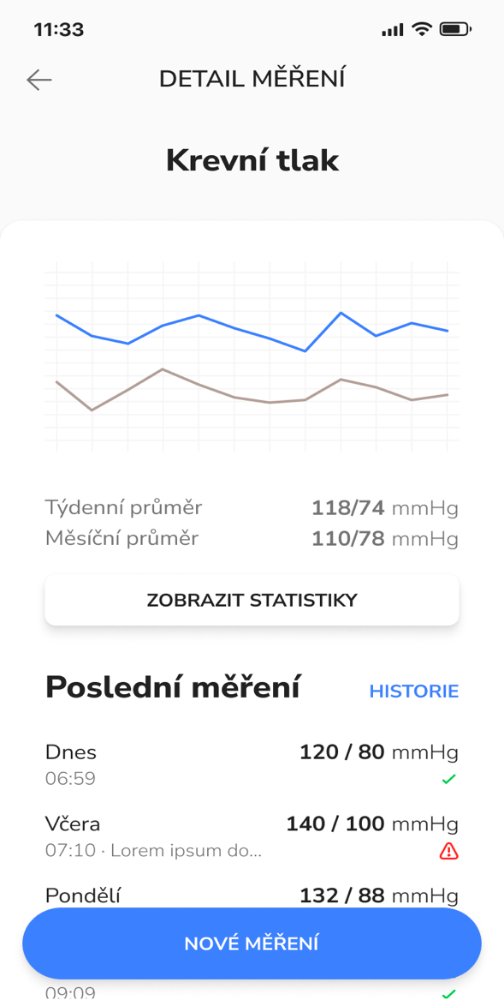 11:33
DETAIL MĚŘENÍ
Krevní tlak
Týdenní průměr 118/74 mmHg
Měsíční průměr 110/78 mmHg
ZOBRAZIT STATISTIKY
Poslední měření HISTORIE
Dnes 120 / 80 mmHg
06:59
Včera 140 / 100 mmHg
07:10 · Lorem ipsum do...
Pondělí 132 / 88 mmHg
NOVÉ MĚŘENÍ
09:09